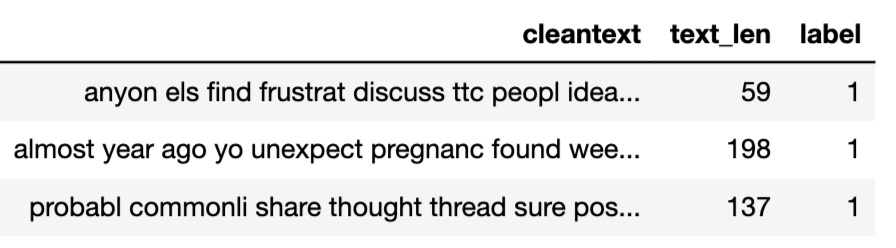 cleantext text_len label
anyon els find frustrat discuss ttc peopl idea... 59 1
almost year ago yo unexpect pregnanc found wee... 198 1
probabl commonli share thought thread sure pos... 137 1